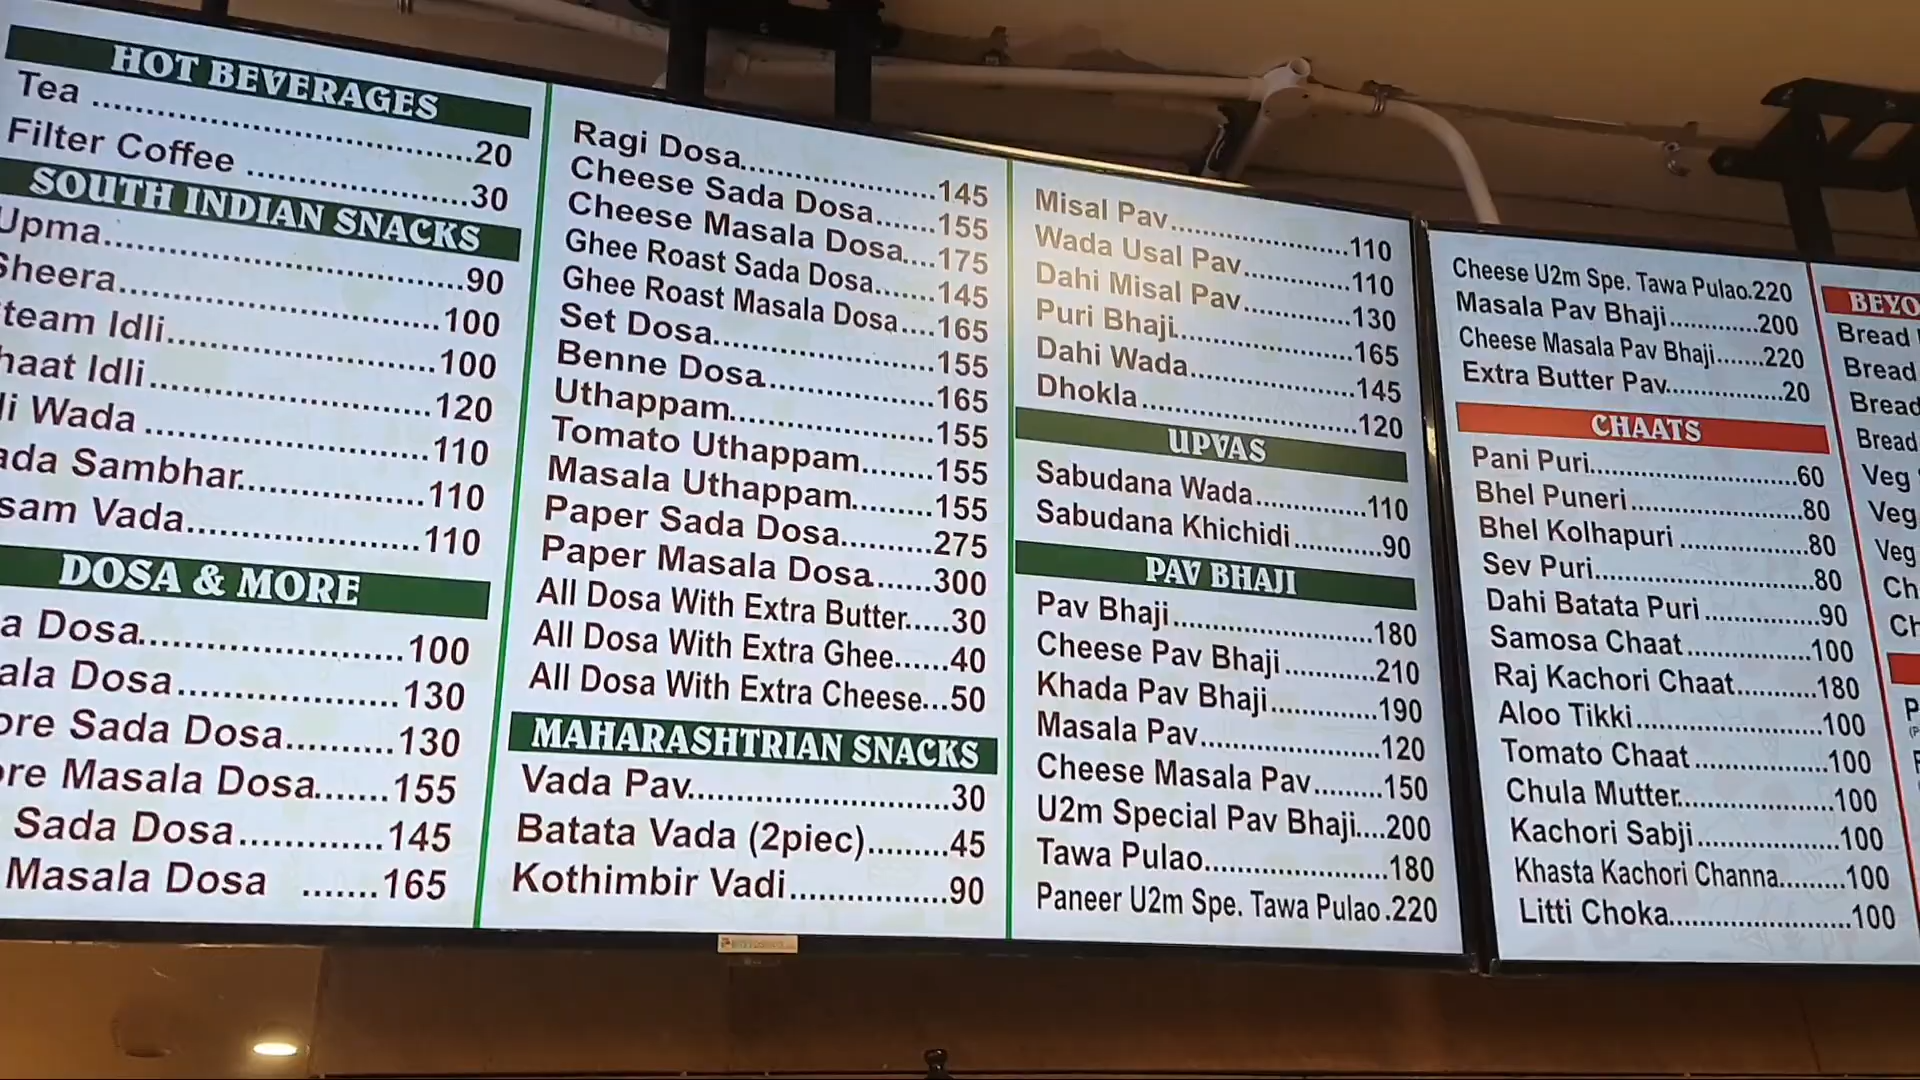 HOT BEVERAGES
Tea ..........20
Filter Coffee ..........30
SOUTH INDIAN SNACKS
Upma..........90
Sheera..........100
team Idli..........100
haat Idli..........120
li Wada ..........110
ada Sambhar..........110
sam Vada..........110
DOSA & MORE
a Dosa..........100
ala Dosa..........130
ore Sada Dosa..........130
ore Masala Dosa.......155
Sada Dosa..........145
Masala Dosa .......165
Ragi Dosa..........145
Cheese Sada Dosa.......155
Cheese Masala Dosa....175
Ghee Roast Sada Dosa.......145
Ghee Roast Masala Dosa....165
Set Dosa..........155
Benne Dosa..........165
Uthappam..........155
Tomato Uthappam.......155
Masala Uthappam.........155
Paper Sada Dosa..........275
Paper Masala Dosa......300
All Dosa With Extra Butter.....30
All Dosa With Extra Ghee......40
All Dosa With Extra Cheese...50
MAHARASHTRIAN SNACKS
Vada Pav..........30
Batata Vada (2piec).........45
Kothimbir Vadi..........90
Misal Pav..........110
Wada Usal Pav..........110
Dahi Misal Pav..........130
Puri Bhaji..........165
Dahi Wada..........145
Dhokla ..........120
UPVAS
Sabudana Wada..........110
Sabudana Khichidi............90
PAV BHAJI
Pav Bhaji..........180
Cheese Pav Bhaji..........210
Khada Pav Bhaji..........190
Masala Pav..........120
Cheese Masala Pav.........150
U2m Special Pav Bhaji....200
Tawa Pulao..........180
Paneer U2m Spe. Tawa Pulao.220
Cheese U2m Spe. Tawa Pulao.220
Masala Pav Bhaji..........200
Cheese Masala Pav Bhaji.......220
Extra Butter Pav..........20
CHAATS
Pani Puri..........60
Bhel Puneri..........80
Bhel Kolhapuri ..........80
Sev Puri..........80
Dahi Batata Puri ..........90
Samosa Chaat..........100
Raj Kachori Chaat..........180
Aloo Tikki..........100
Tomato Chaat..........100
Chula Mutter..........100
Kachori Sabji..........100
Khasta Kachori Channa.........100
Litti Choka..........100
BEYO
Bread
Bread
Bread
Bread
Veg
Veg
Veg
Ch
Ch